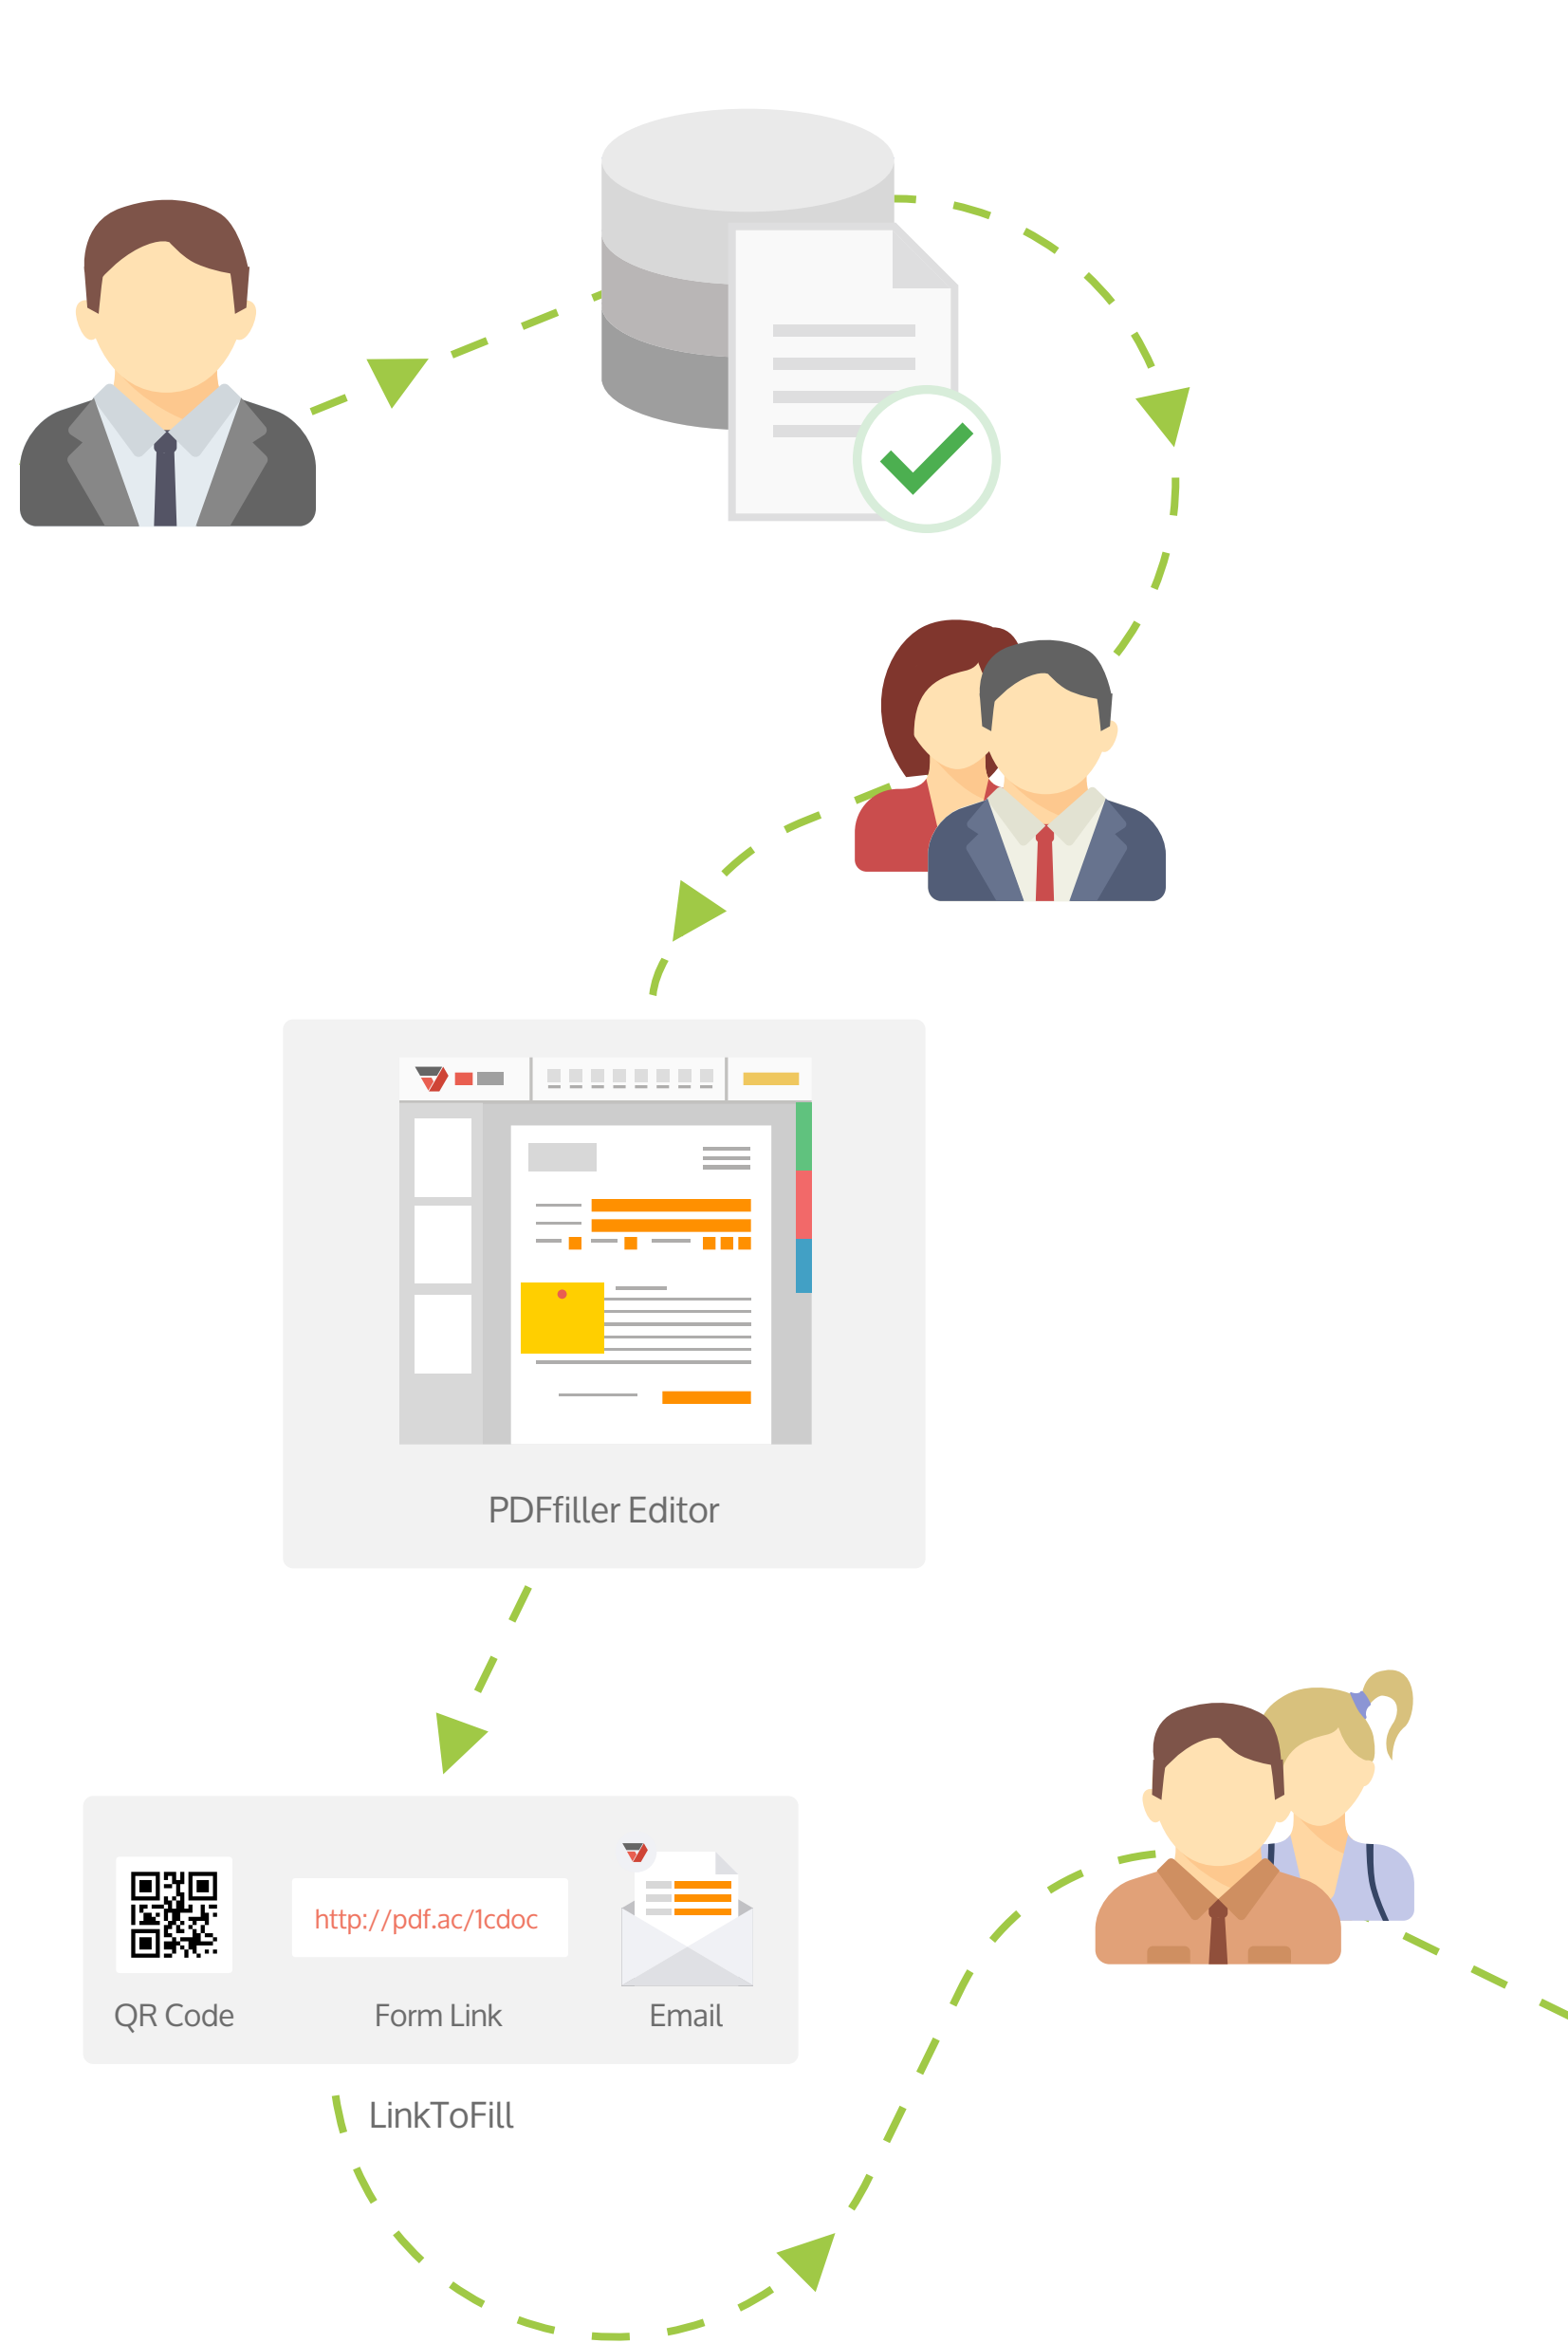 PDFfiller Editor
http://pdf.ac/1cdoc
QR Code
Form Link
Email
LinkToFill